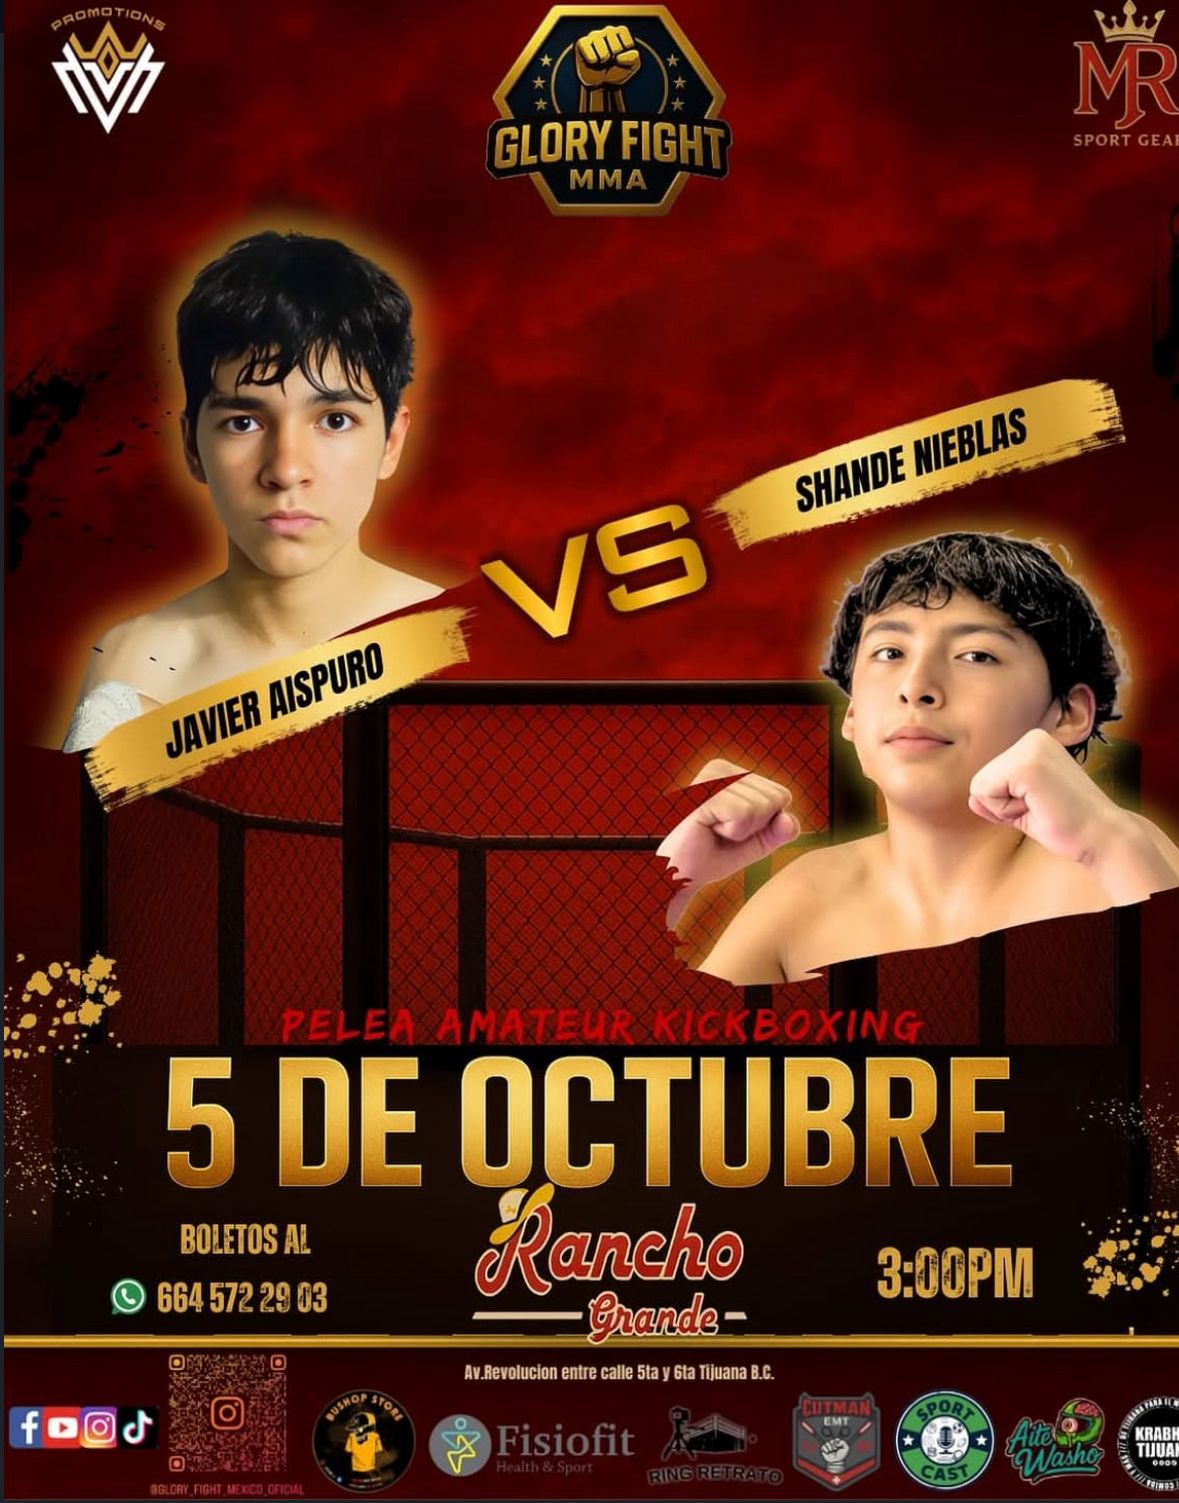 PROMOTIONS
GLORY FIGHT
MMA
MR
SPORT GEAR
SHANDE NIEBLAS
VS
JAVIER AISPURO
PELEA AMATEUR KICKBOXING
5 DE OCTUBRE
BOLETOS AL
664 572 29 03
Rancho
Grande
3:00PM
Av.Revolucion entre calle 5ta y 6ta Tijuana B.C.
BUSHOP STORE
Fisiofit
Health & Sport
RING RETRATO
CUTMAN
EMT
SPORT
CAST
Aite
Washo
KRABH
TIJUAN
@GLORY_FIGHT_MEXICO_OFICIAL